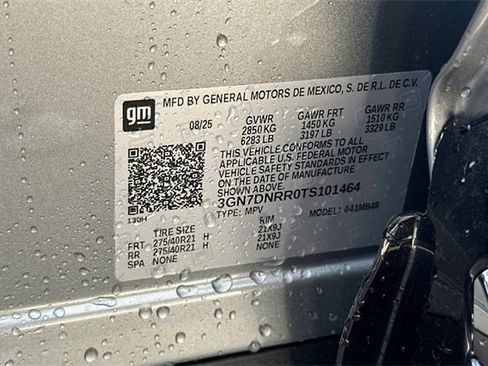 gm
MFD BY GENERAL MOTORS DE MEXICO, S. DE R.L. DE C.V.
08/25 GVWR GAWR FRT GAWR RR
2850 KG 1450 KG 1510 KG
6283 LB 3197 LB 3329 LB
THIS VEHICLE CONFORMS TO ALL
APPLICABLE U.S. FEDERAL MOTOR
VEHICLE SAFETY STANDARDS IN EFFECT
ON THE DATE OF MANUFACTURE
SHOWN ABOVE.
3GN7DNRR0TS101464
TYPE: MPV MODEL: 041MB48
130H
TIRE SIZE RIM
FRT 275/40R21 H 21X9J
RR 275/40R21 H 21X9J
SPA NONE NONE